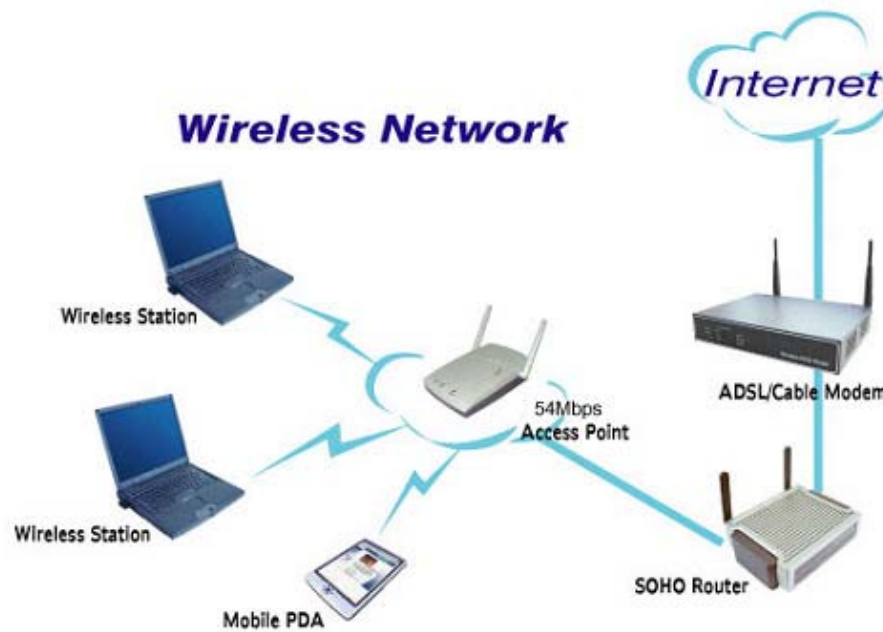 Internet
Wireless Network
Wireless Station
ADSL/Cable Modem
54Mbps
Access Point
Wireless Station
SOHO Router
Mobile PDA